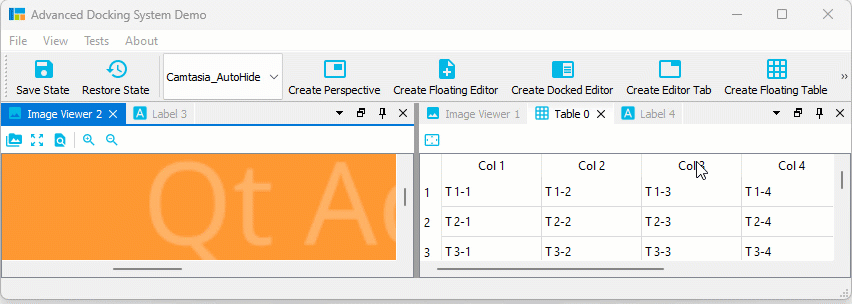 Advanced Docking System Demo
File View Tests About
Save State Restore State Camtasia_AutoHide Create Perspective Create Floating Editor Create Docked Editor Create Editor Tab Create Floating Table »
Image Viewer 2 A Label 3
Image Viewer 1 Table 0 A Label 4
Qt Ad
Col 1 Col 2 Col 3 Col 4
1 T 1-1 T 1-2 T 1-3 T 1-4
2 T 2-1 T 2-2 T 2-3 T 2-4
3 T 3-1 T 3-2 T 3-3 T 3-4